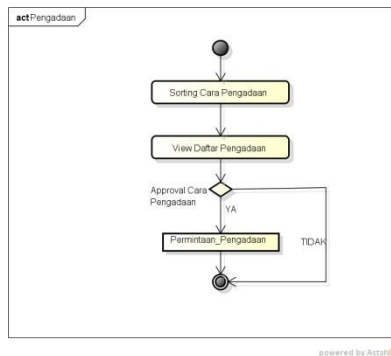 act Pengadaan
Sorting Cara Pengadaan
View Daftar Pengadaan
Approval Cara
Pengadaan
YA
Permintaan_Pengadaan
TIDAK
powered by Astah